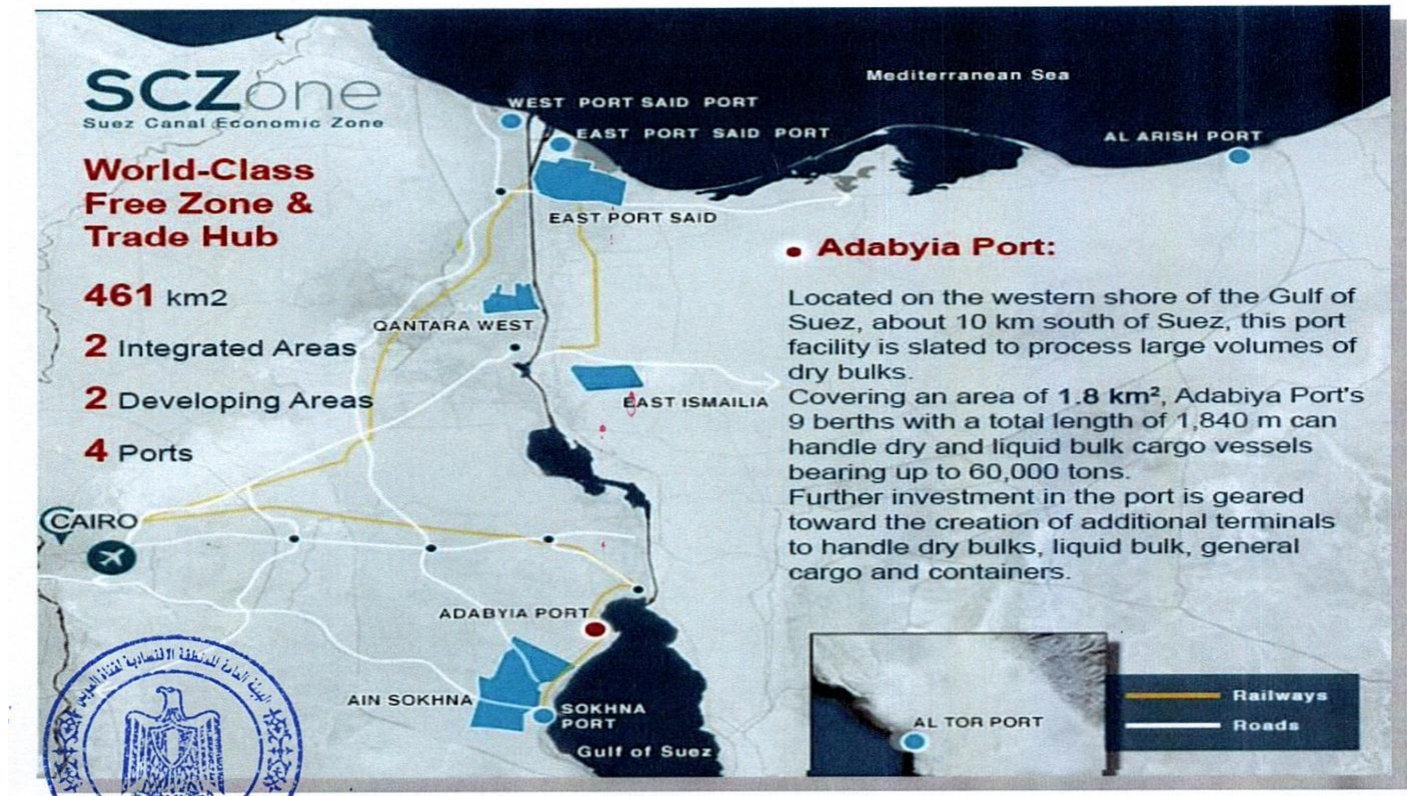 SCZone
Suez Canal Economic Zone
World-Class
Free Zone &
Trade Hub
461 km2
2 Integrated Areas
2 Developing Areas
4 Ports
Mediterranean Sea
WEST PORT SAID PORT
EAST PORT SAID PORT
AL ARISH PORT
EAST PORT SAID
QANTARA WEST
EAST ISMAILIA
CAIRO
ADABYIA PORT
AIN SOKHNA
SOKHNA
PORT
Gulf of Suez
• Adabyia Port:
Located on the western shore of the Gulf of
Suez, about 10 km south of Suez, this port
facility is slated to process large volumes of
dry bulks.
Covering an area of 1.8 km², Adabiya Port's
9 berths with a total length of 1,840 m can
handle dry and liquid bulk cargo vessels
bearing up to 60,000 tons.
Further investment in the port is geared
toward the creation of additional terminals
to handle dry bulks, liquid bulk, general
cargo and containers.
AL TOR PORT
Railways
Roads
الهيئة العامة للمنطقة الاقتصادية لقناة السويس